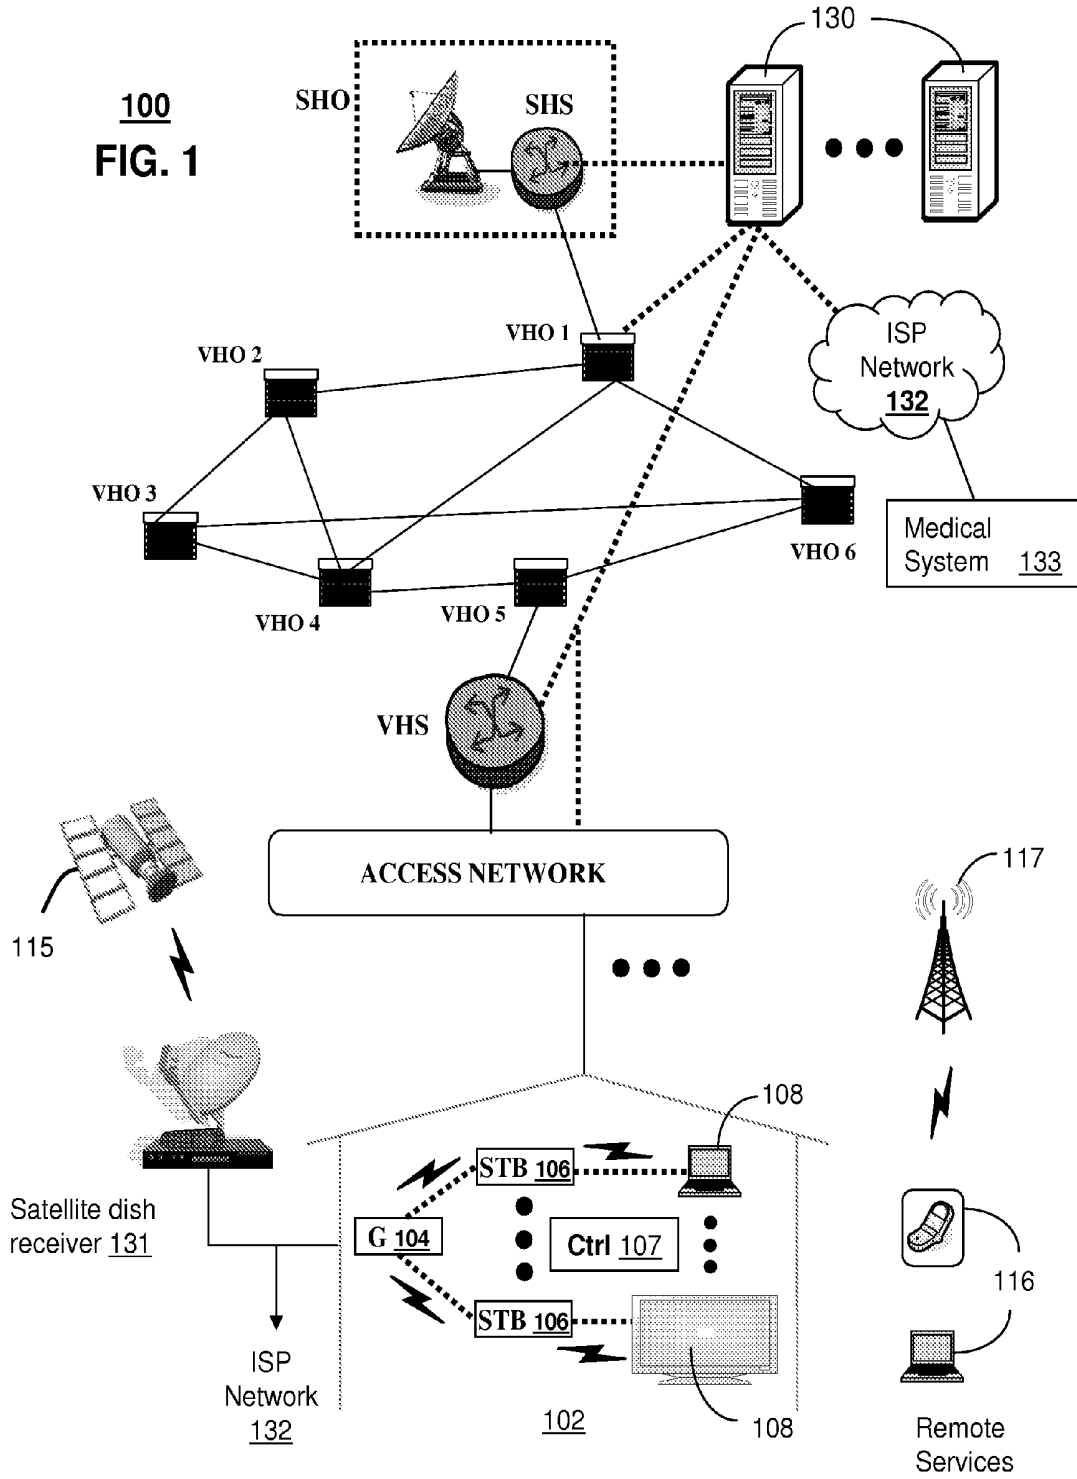 130
SHO
SHS
100
FIG. 1
VHO 1
VHO 2
ISP
Network
132
VHO 3
VHO 6
Medical
System 133
VHO 4
VHO 5
VHS
ACCESS NETWORK
117
115
108
STB 106
Satellite dish
receiver 131
G 104
Ctrl 107
116
STB 106
ISP
Network
132
102
108
Remote
Services